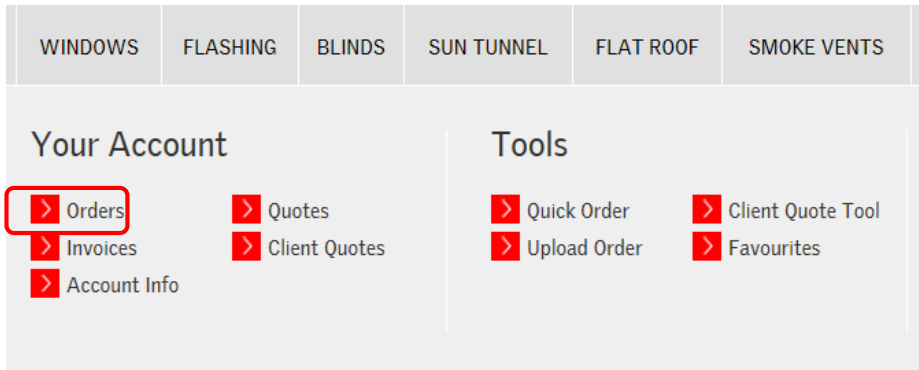 WINDOWS FLASHING BLINDS SUN TUNNEL FLAT ROOF SMOKE VENTS
Your Account
Orders Quotes
Invoices Client Quotes
Account Info
Tools
Quick Order Client Quote Tool
Upload Order Favourites